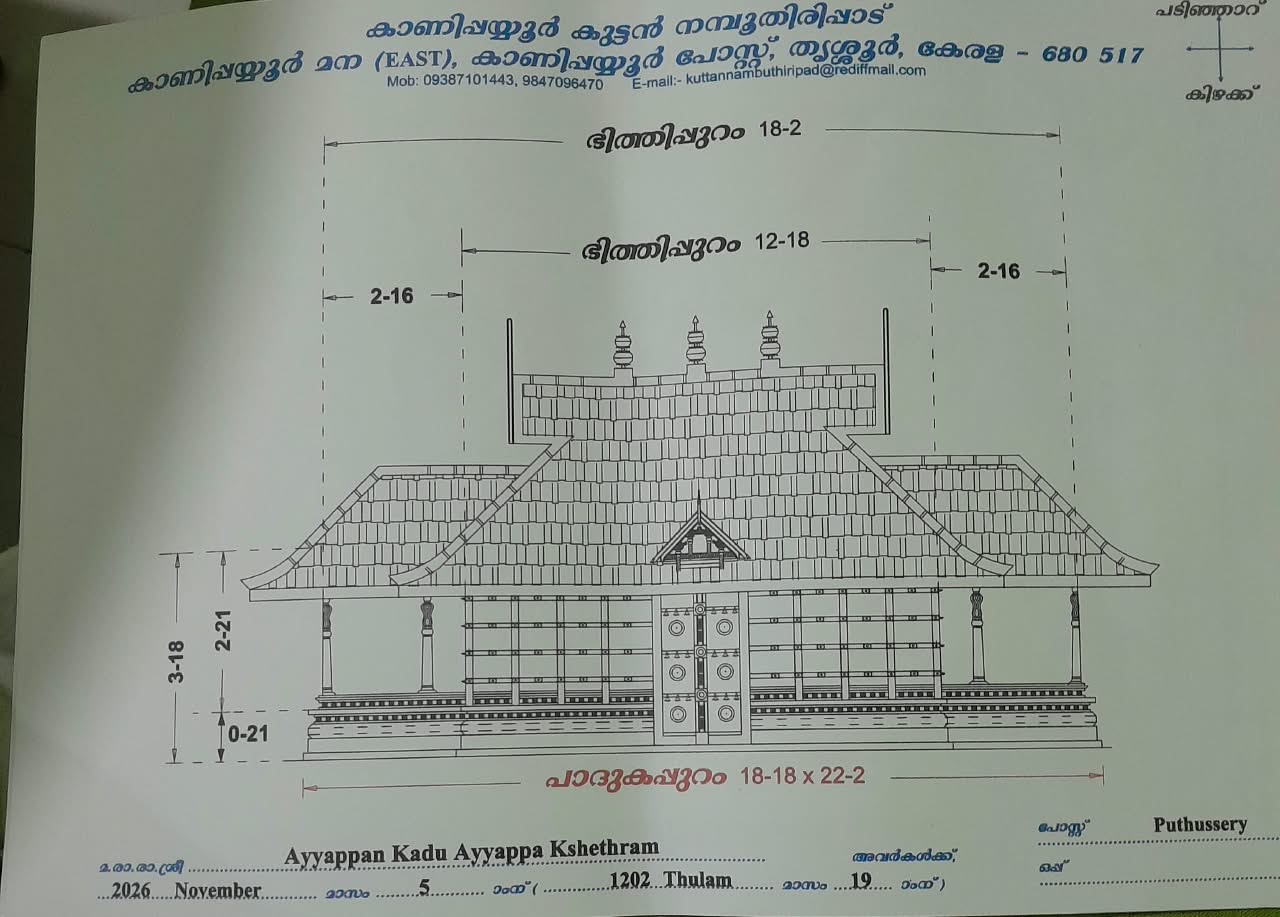 കാണിപ്പയ്യൂർ കുട്ടൻ നമ്പൂതിരിപ്പാട്
കാണിപ്പയ്യൂർ മന (EAST), കാണിപ്പയ്യൂർ പോസ്റ്റ്, തൃശ്ശൂർ, കേരള - 680 517
Mob: 09387101443, 9847096470 E-mail:- kuttannambuthiripad@rediffmail.com
പടിഞ്ഞാറ്
കിഴക്ക്
ഭിത്തിപ്പുറം 18-2
ഭിത്തിപ്പുറം 12-18
2-16
2-16
3-18
2-21
0-21
പാദുകപ്പുറം 18-18 x 22-2
മ.രാ.രാ.ശ്രീ Ayyappan Kadu Ayyappa Kshethram അവർകൾക്ക്,
പോസ്റ്റ് Puthussery
2026 November മാസം 5 ാംന് ( 1202 Thulam മാസം 19 ാംന് )
ഒപ്പ്